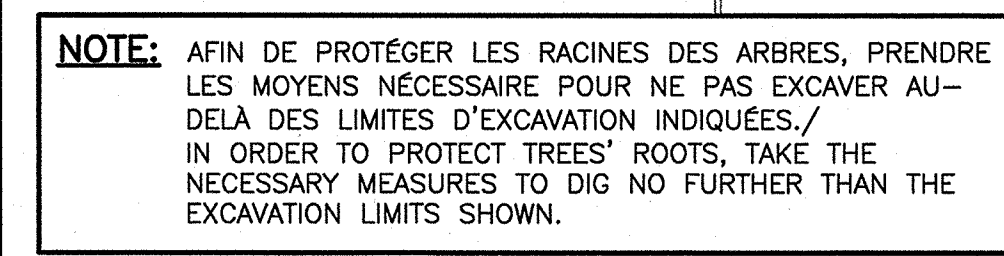 NOTE: AFIN DE PROTÉGER LES RACINES DES ARBRES, PRENDRE
LES MOYENS NÉCESSAIRE POUR NE PAS EXCAVER AU-
DELÀ DES LIMITES D'EXCAVATION INDIQUÉES./
IN ORDER TO PROTECT TREES' ROOTS, TAKE THE
NECESSARY MEASURES TO DIG NO FURTHER THAN THE
EXCAVATION LIMITS SHOWN.